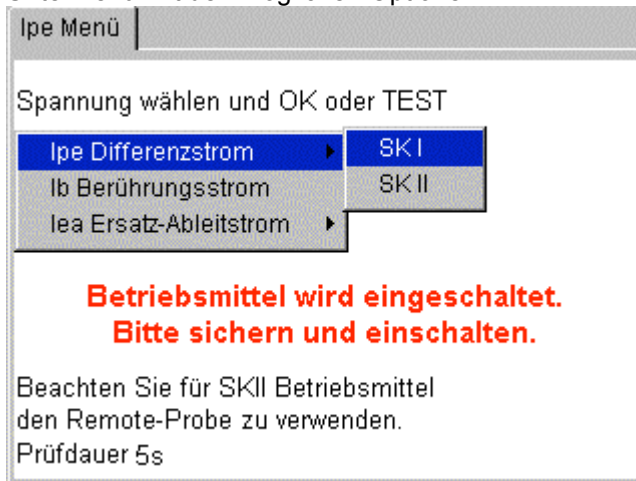 Ipe Menü
Spannung wählen und OK oder TEST
Ipe Differenzstrom
SK I
Ib Berührungsstrom
SK II
Iea Ersatz-Ableitstrom
Betriebsmittel wird eingeschaltet.
Bitte sichern und einschalten.
Beachten Sie für SKII Betriebsmittel
den Remote-Probe zu verwenden.
Prüfdauer 5s